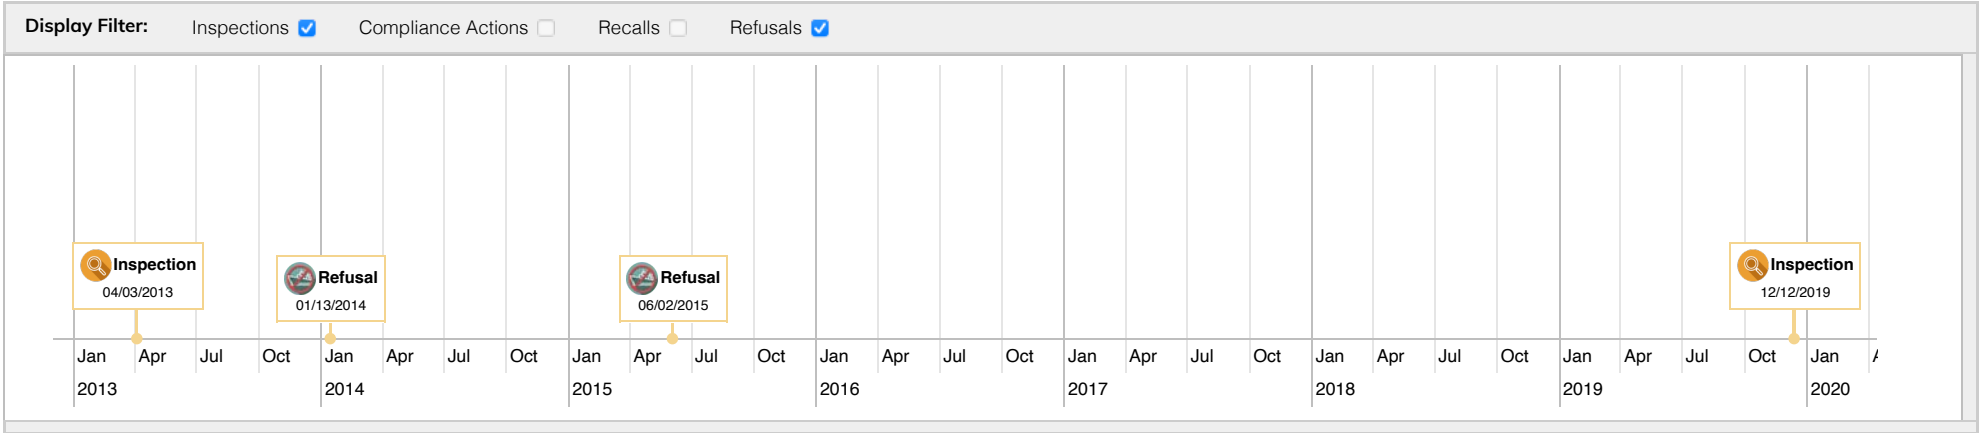 Display Filter: Inspections Compliance Actions Recalls Refusals
Inspection
04/03/2013
Refusal
01/13/2014
Refusal
06/02/2015
Inspection
12/12/2019
Jan Apr Jul Oct Jan Apr Jul Oct Jan Apr Jul Oct Jan Apr Jul Oct Jan Apr Jul Oct Jan Apr Jul Oct Jan Apr Jul Oct Jan
2013 2014 2015 2016 2017 2018 2019 2020